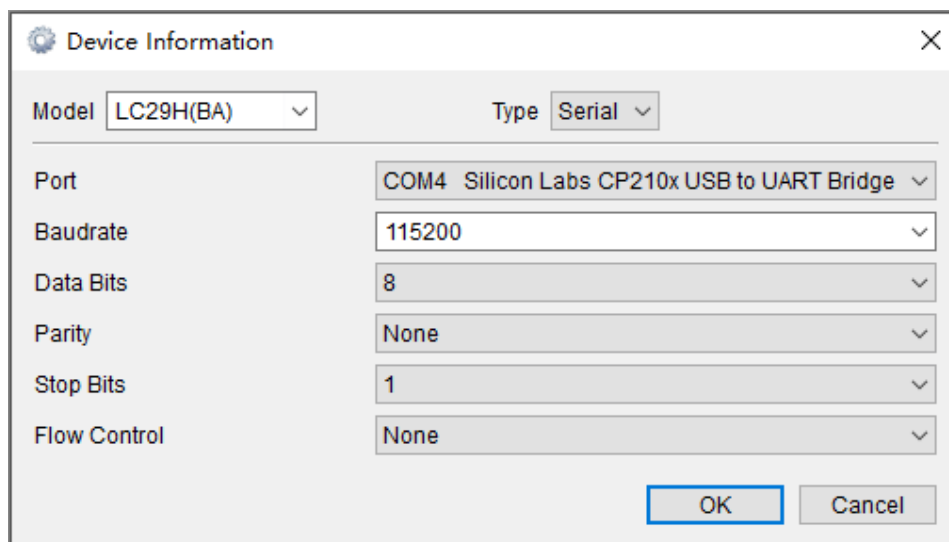 Device Information
Model LC29H(BA) Type Serial
Port COM4 Silicon Labs CP210x USB to UART Bridge
Baudrate 115200
Data Bits 8
Parity None
Stop Bits 1
Flow Control None
OK Cancel